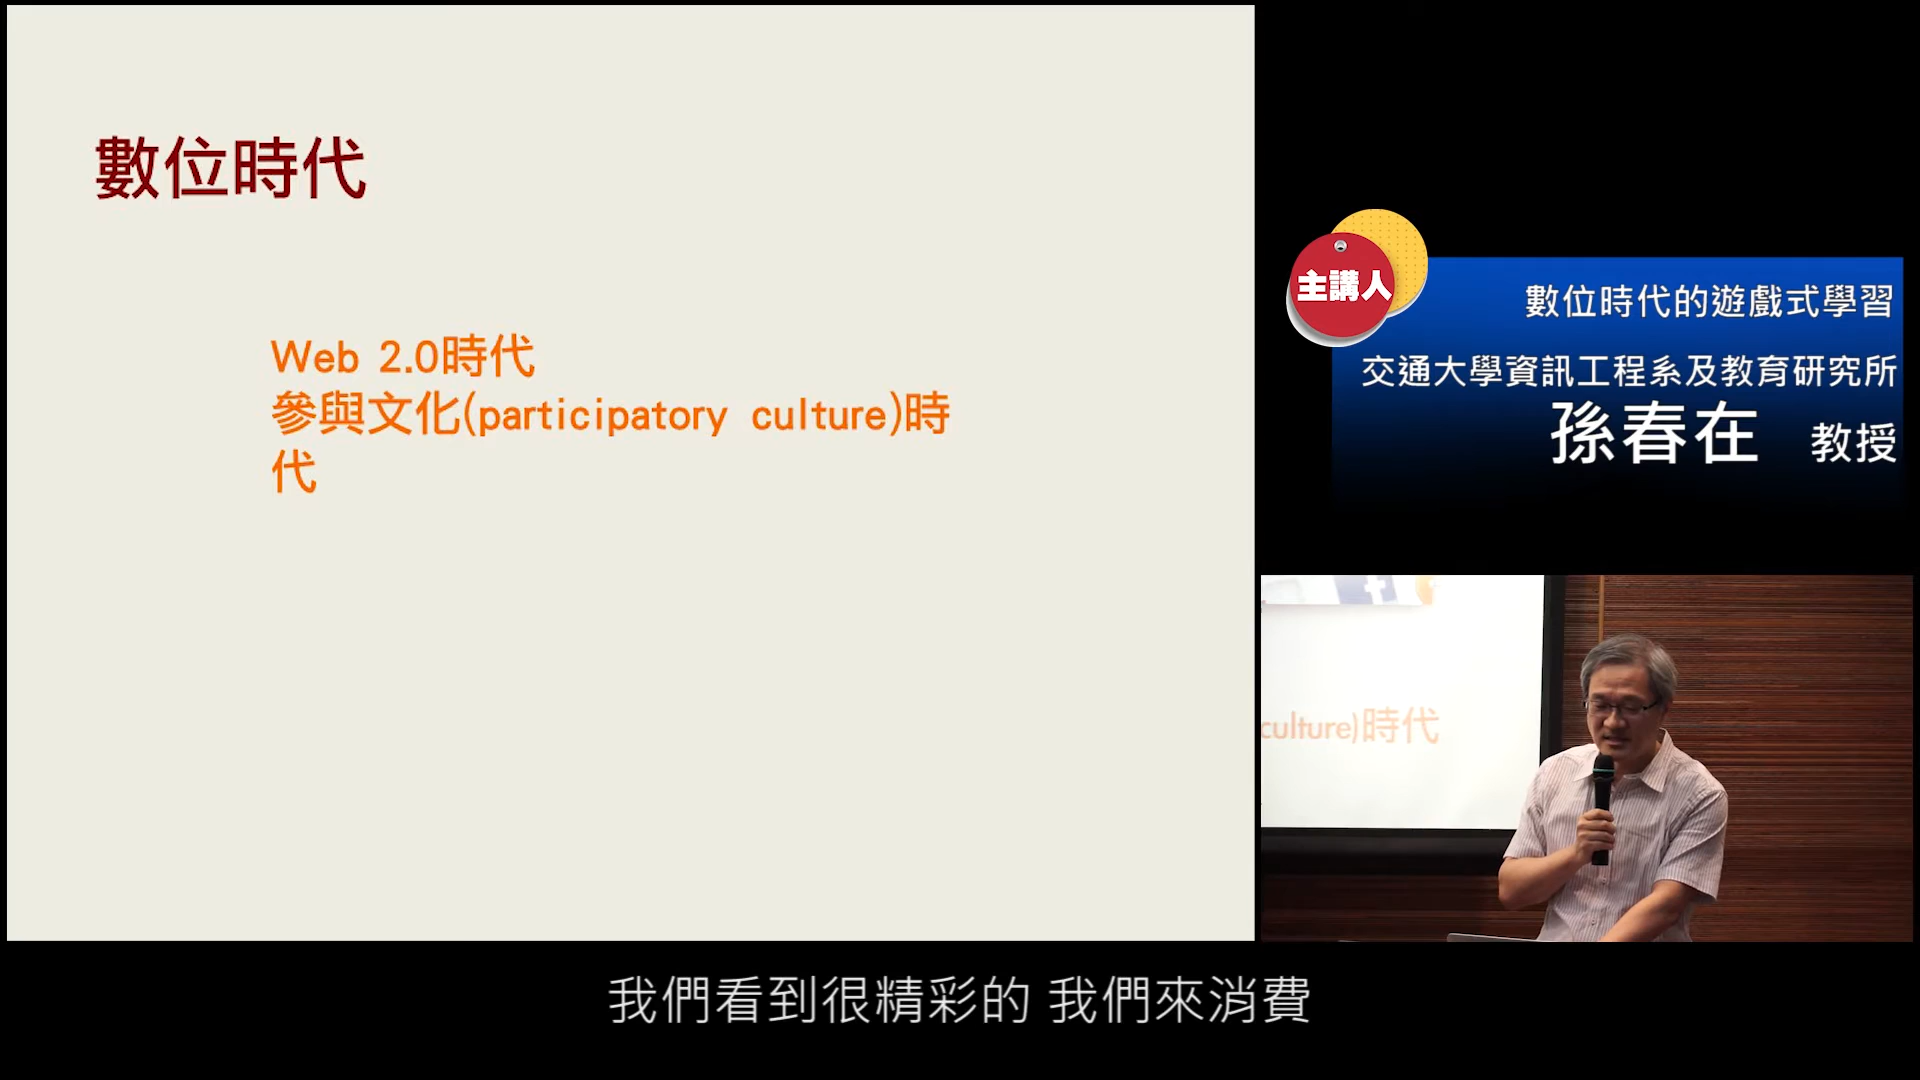 數位時代
Web 2.0時代
參與文化(participatory culture)時
代
主講人
數位時代的遊戲式學習
交通大學資訊工程系及教育研究所
孫春在 教授
culture)時代
我們看到很精彩的 我們來消費